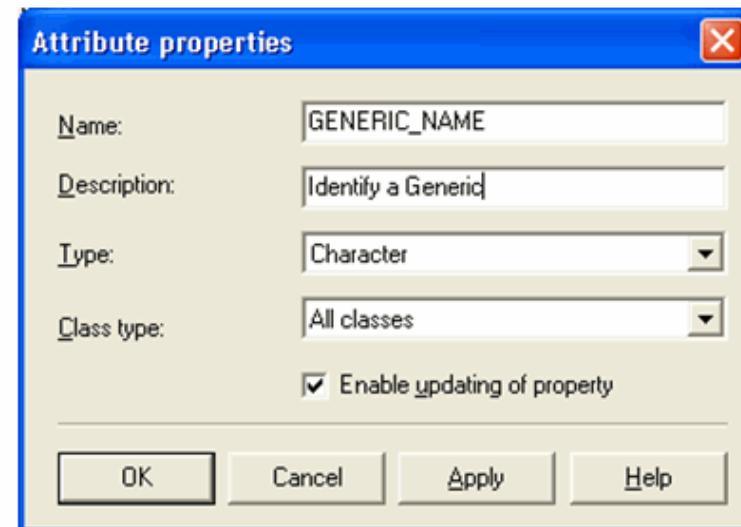 Attribute properties
Name: GENERIC_NAME
Description: Identify a Generic
Type: Character
Class type: All classes
Enable updating of property
OK Cancel Apply Help